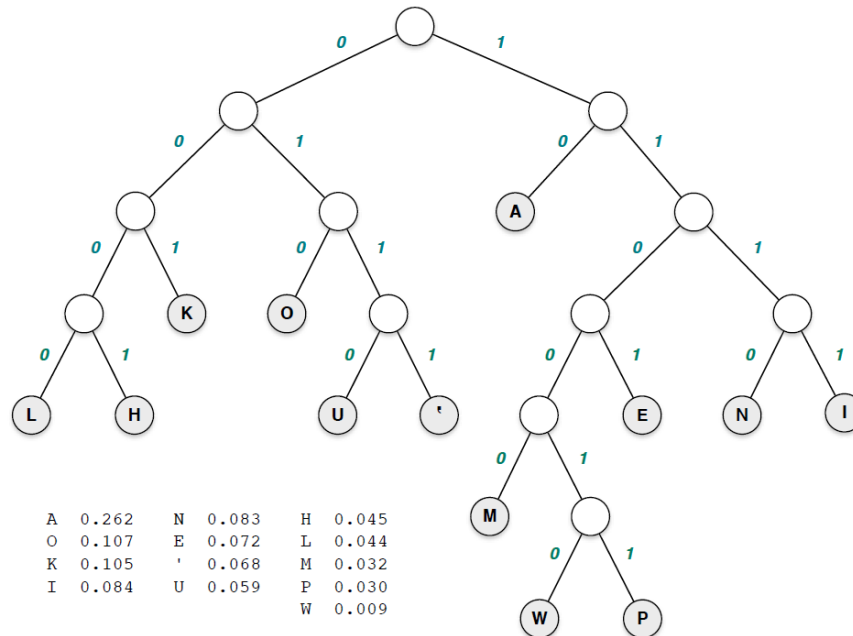 0 1
0 1 0 1
0 1 0 1 A 0 1
K O
0 1 0 1 0 1 0 1
L H U ' E N I
0 1
M
0 1
W P
A 0.262 N 0.083 H 0.045
O 0.107 E 0.072 L 0.044
K 0.105 ' 0.068 M 0.032
I 0.084 U 0.059 P 0.030
W 0.009